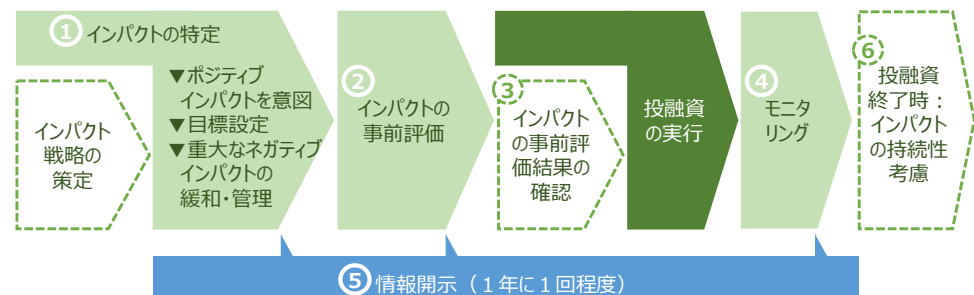 ① インパクトの特定
インパクト
戦略の
策定
▼ポジティブ
インパクトを意図
▼目標設定
▼重大なネガティブ
インパクトの
緩和・管理
②
インパクトの
事前評価
③
インパクト
の事前評
価結果の
確認
投融資
の実行
④
モニタ
リング
⑥
投融資
終了時：
インパクト
の持続性
考慮
⑤ 情報開示（１年に１回程度）